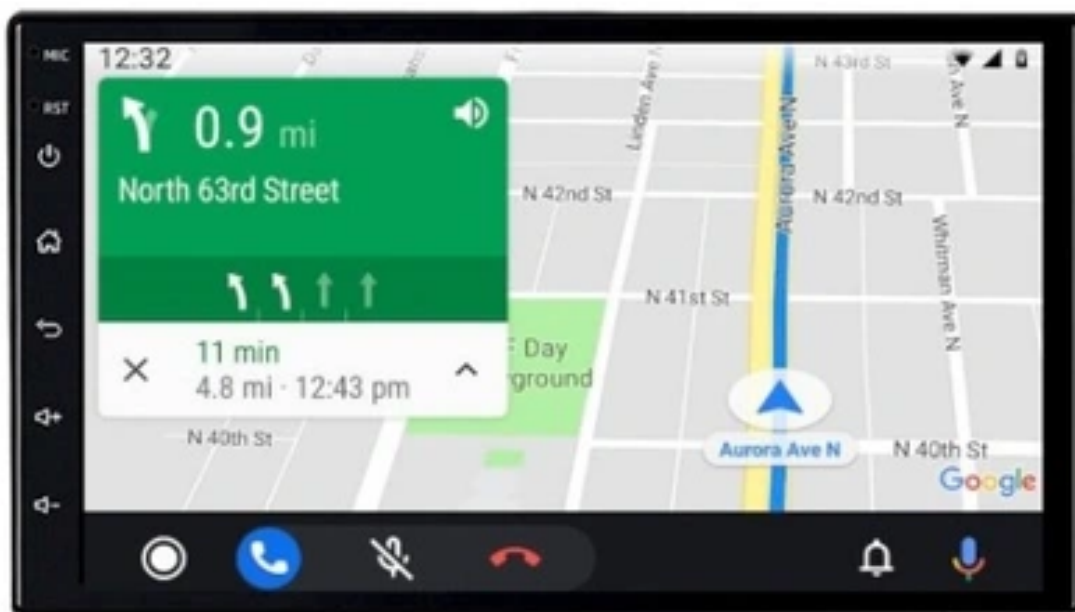 MIC
12:32
RST
0.9 mi
North 63rd Street
11 min
4.8 mi · 12:43 pm
N 43rd St
Linden Ave N
Aurora Ave N
N 42nd St
N 42nd St
Whitman Ave N
N 41st St
Day
N 40th St
Aurora Ave N
N 40th St
Google